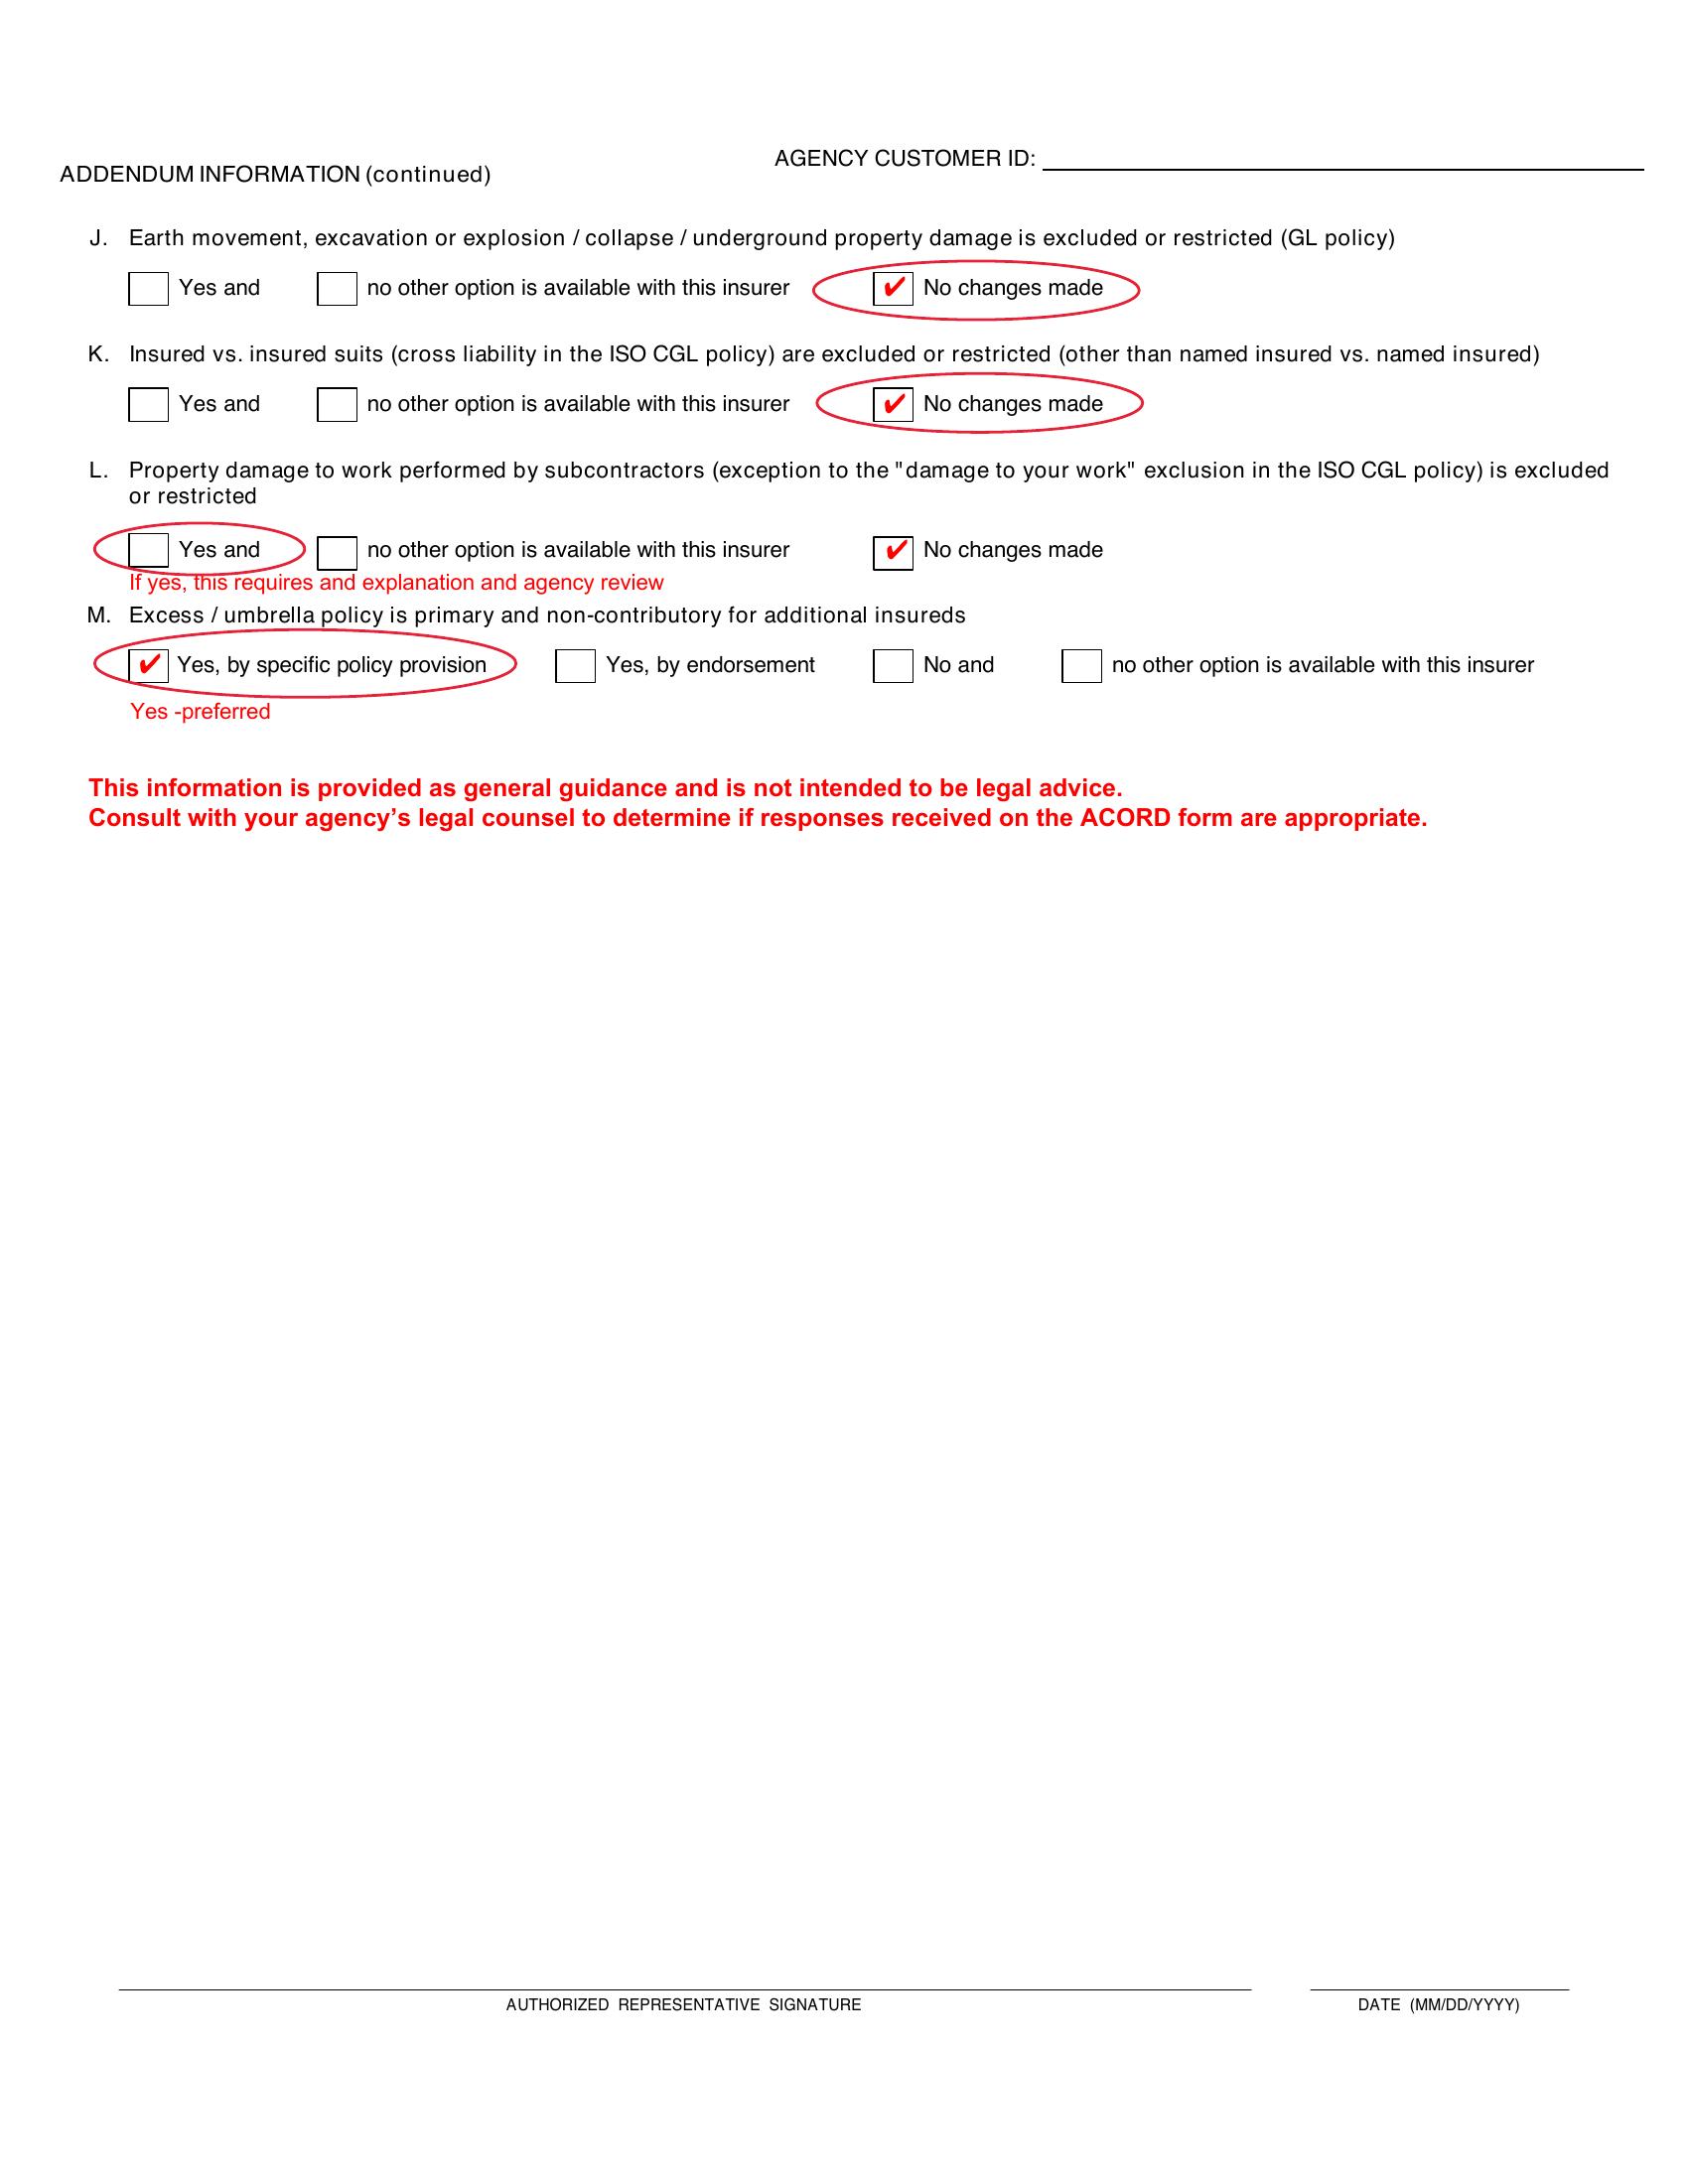 AGENCY CUSTOMER ID:
ADDENDUM INFORMATION (continued)
J. Earth movement, excavation or explosion / collapse / underground property damage is excluded or restricted (GL policy)
Yes and no other option is available with this insurer ✔ No changes made
K. Insured vs. insured suits (cross liability in the ISO CGL policy) are excluded or restricted (other than named insured vs. named insured)
Yes and no other option is available with this insurer ✔ No changes made
L. Property damage to work performed by subcontractors (exception to the "damage to your work" exclusion in the ISO CGL policy) is excluded
or restricted
Yes and no other option is available with this insurer ✔ No changes made
If yes, this requires and explanation and agency review
M. Excess / umbrella policy is primary and non-contributory for additional insureds
✔ Yes, by specific policy provision Yes, by endorsement No and no other option is available with this insurer
Yes -preferred
This information is provided as general guidance and is not intended to be legal advice.
Consult with your agency’s legal counsel to determine if responses received on the ACORD form are appropriate.
AUTHORIZED REPRESENTATIVE SIGNATURE DATE (MM/DD/YYYY)